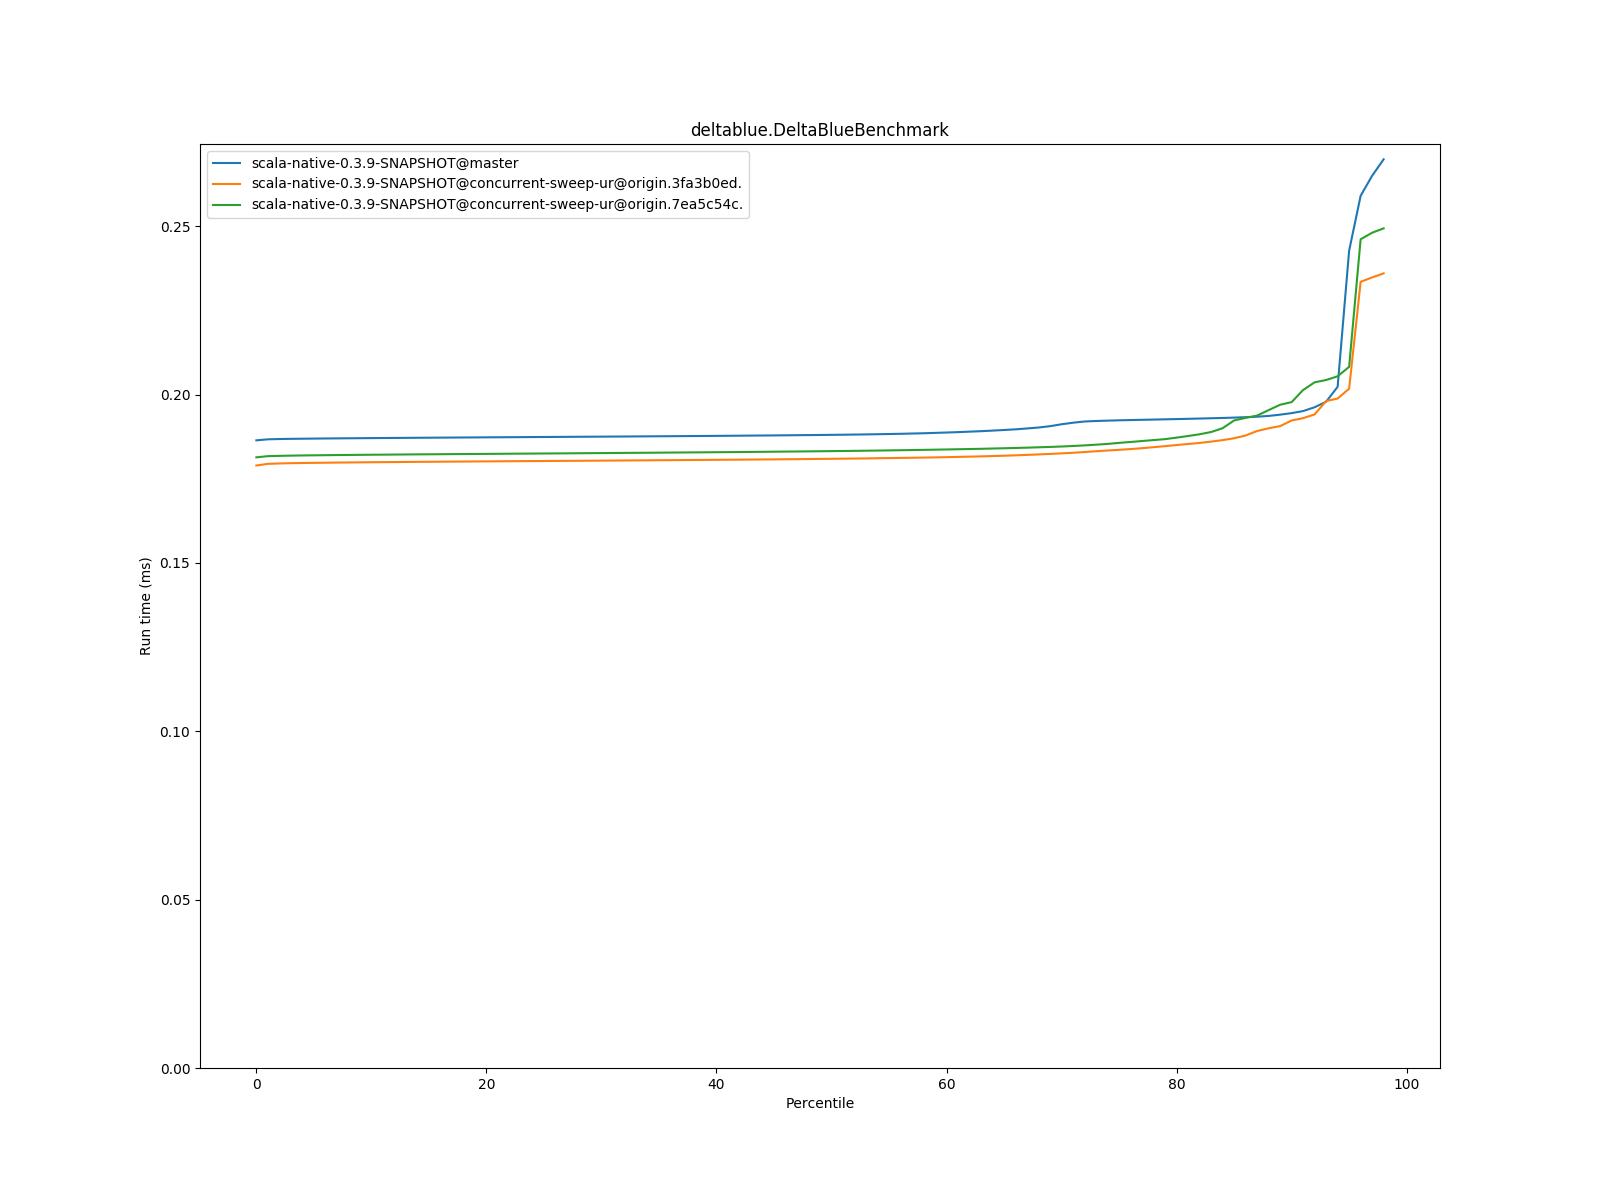 deltablue.DeltaBlueBenchmark
scala-native-0.3.9-SNAPSHOT@master
scala-native-0.3.9-SNAPSHOT@concurrent-sweep-ur@origin.3fa3b0ed.
scala-native-0.3.9-SNAPSHOT@concurrent-sweep-ur@origin.7ea5c54c.
0.25
0.20
0.15
0.10
0.05
0.00
Run time (ms)
0 20 40 60 80 100
Percentile